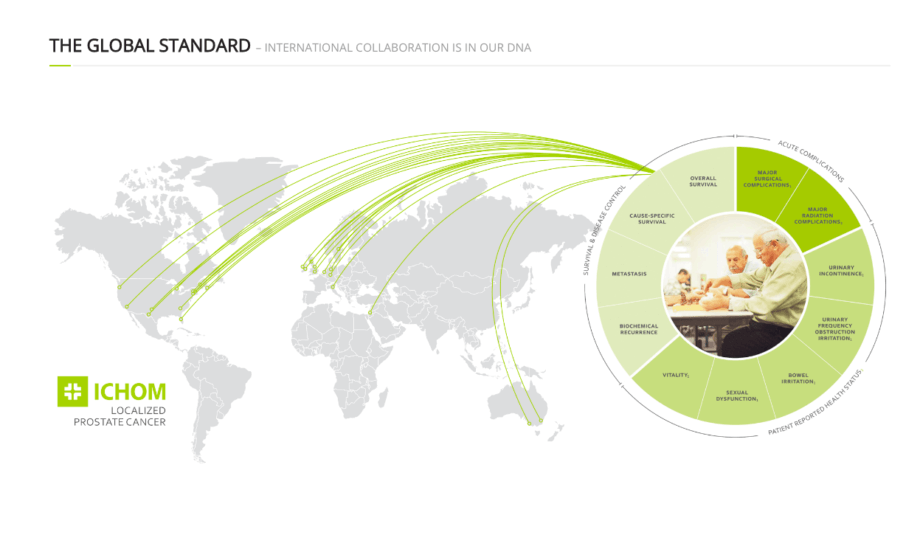 THE GLOBAL STANDARD – INTERNATIONAL COLLABORATION IS IN OUR DNA
ACUTE COMPLICATIONS
SURVIVAL & DISEASE CONTROL
PATIENT REPORTED HEALTH STATUS
OVERALL
SURVIVAL
MAJOR
SURGICAL
COMPLICATIONS,
MAJOR
RADIATION
COMPLICATIONS,
CAUSE-SPECIFIC
SURVIVAL
METASTASIS
URINARY
INCONTINENCE,
BIOCHEMICAL
RECURRENCE
URINARY
FREQUENCY
OBSTRUCTION
IRRITATION,
VITALITY,
BOWEL
IRRITATION,
SEXUAL
DYSFUNCTION,
ICHOM
LOCALIZED
PROSTATE CANCER